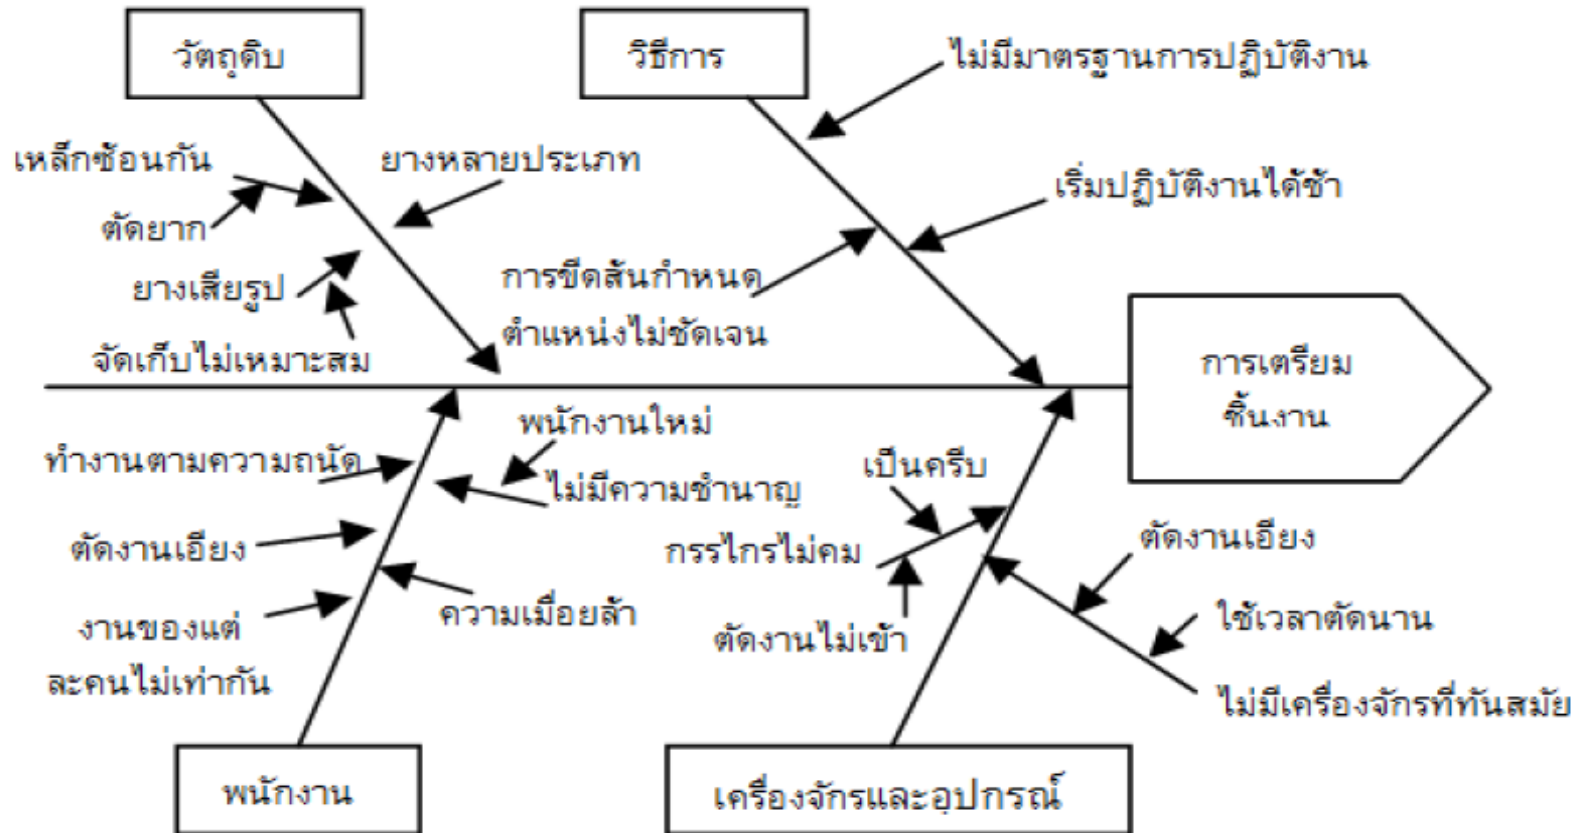 วัตถุดิบ
วิธีการ
ไม่มีมาตรฐานการปฏิบัติงาน
เหล็กซ้อนกัน
ยางหลายประเภท
เริ่มปฏิบัติงานได้ช้า
ตัดยาก
ยางเสียรูป
การขีดสันกำหนด
ตำแหน่งไม่ชัดเจน
จัดเก็บไม่เหมาะสม
การเตรียม
ชิ้นงาน
พนักงานใหม่
ทำงานตามความถนัด
ไม่มีความชำนาญ
เป็นครีบ
ตัดงานเอียง
กรรไกรไม่คม
ตัดงานเอียง
ความเมื่อยล้า
งานของแต่
ละคนไม่เท่ากัน
ตัดงานไม่เข้า
ใช้เวลาตัดนาน
ไม่มีเครื่องจักรที่ทันสมัย
พนักงาน
เครื่องจักรและอุปกรณ์